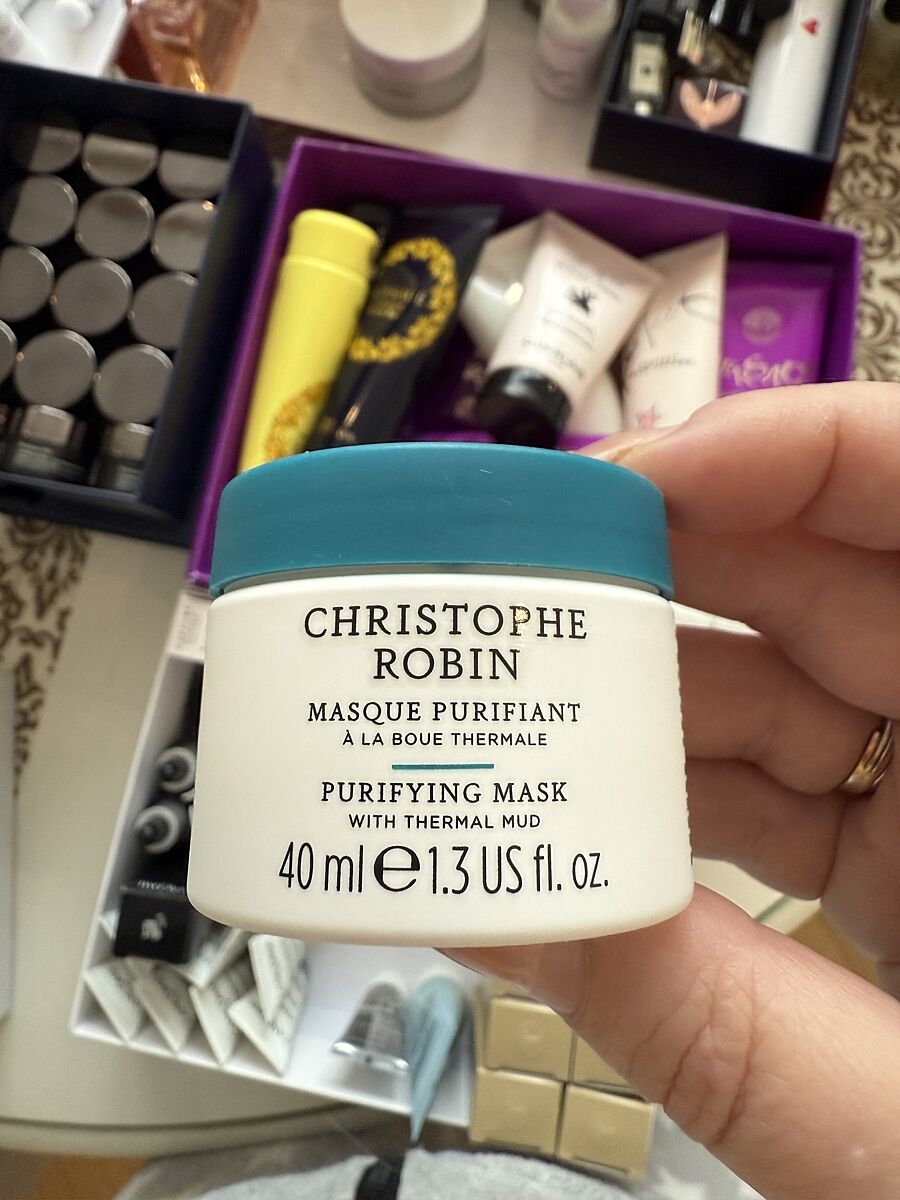 CHRISTOPHE
ROBIN
MASQUE PURIFIANT
À LA BOUE THERMALE
PURIFYING MASK
WITH THERMAL MUD
40 ml e 1.3 US fl. oz.